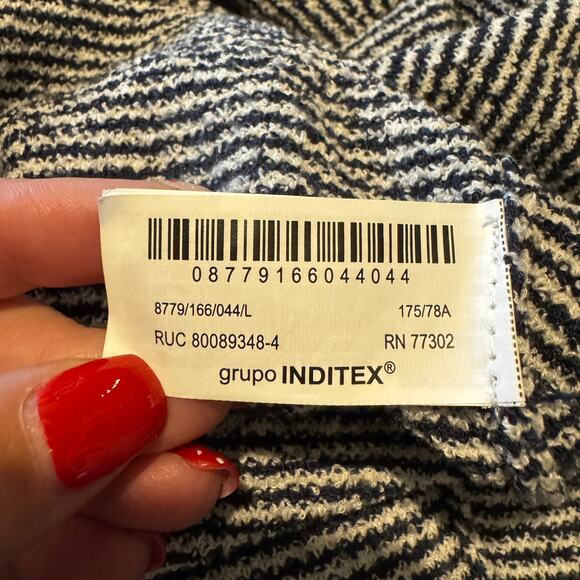 08779166044044
8779/166/044/L 175/78A
RUC 80089348-4 RN 77302
grupo INDITEX®